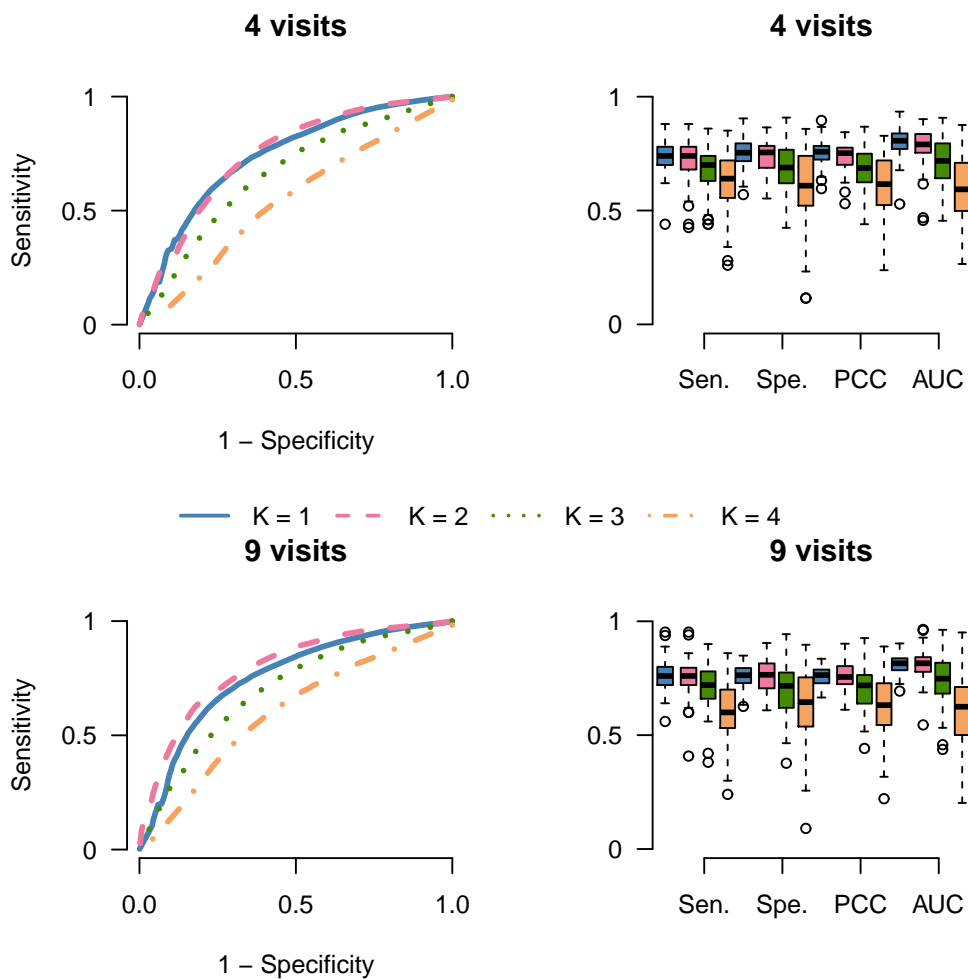 4 visits
4 visits
Sensitivity
1
0.5
0
0.0 0.5 1.0
1 − Specificity
1
0.5
0
Sen. Spe. PCC AUC
K = 1 K = 2 K = 3 K = 4
9 visits
9 visits
Sensitivity
1
0.5
0
0.0 0.5 1.0
1 − Specificity
1
0.5
0
Sen. Spe. PCC AUC